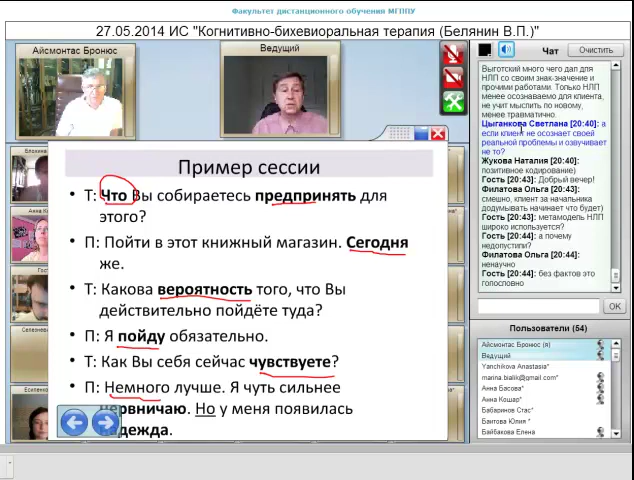 Факультет дистанционного обучения МГППУ
27.05.2014 ИС "Когнитивно-бихевиоральная терапия (Белянин В.П.)"
Айсмонтас Бронюс
Ведущий
Чат
Очистить
Выготский много чего дал для
НЛП со своим знак-значение и
прочими работами. Только НЛП
менее осознаваемо для клиента,
не учит мыслить по новому,
менее травматично.
Цыганкова Светлана [20:40]: а
если клиент не осознает своей
реальной проблемы и озвучивает
не то?
Жукова Наталия [20:40]:
позитивное кодирование)
Гость [20:43]: Добрый вечер!
Филатова Ольга [20:43]:
смешно, клиент за начальника
додумывать начинает что будет)
Гость [20:43]: метамодель НЛП
широко используется?
Гость [20:44]: а почему
недопустипи?
Филатова Ольга [20:44]:
ненаучно
Гость [20:44]: без фактов это
голословно
OK
Пользователи (54)
Айсмонтас Бронюс (я)
Ведущий
Yanchikova Anastasia*
marina.bialik@gmail.com*
Анна Басова*
Анна Кошар*
Бабаринов Стас*
Баитова Юлия *
Байбакова Елена
Пример сессии
• Т: Что Вы собираетесь предпринять для
этого?
• П: Пойти в этот книжный магазин. Сегодня
же.
• Т: Какова вероятность того, что Вы
действительно пойдёте туда?
• П: Я пойду обязательно.
• Т: Как Вы себя сейчас чувствуете?
• П: Немного лучше. Я чуть сильнее
нервничаю. Но у меня появилась
надежда.